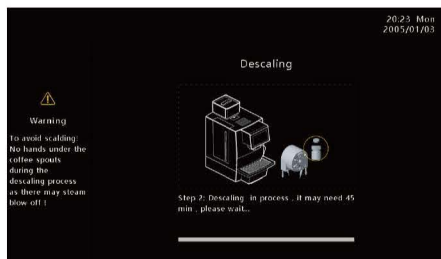 20:23 Mon
2005/01/03
Descaling
Warning
To avoid scalding:
No hands under the
coffee spouts
during the
descaling process
as there may steam
blow off !
Step 2: Descaling in process , it may need 45
min , please wait..